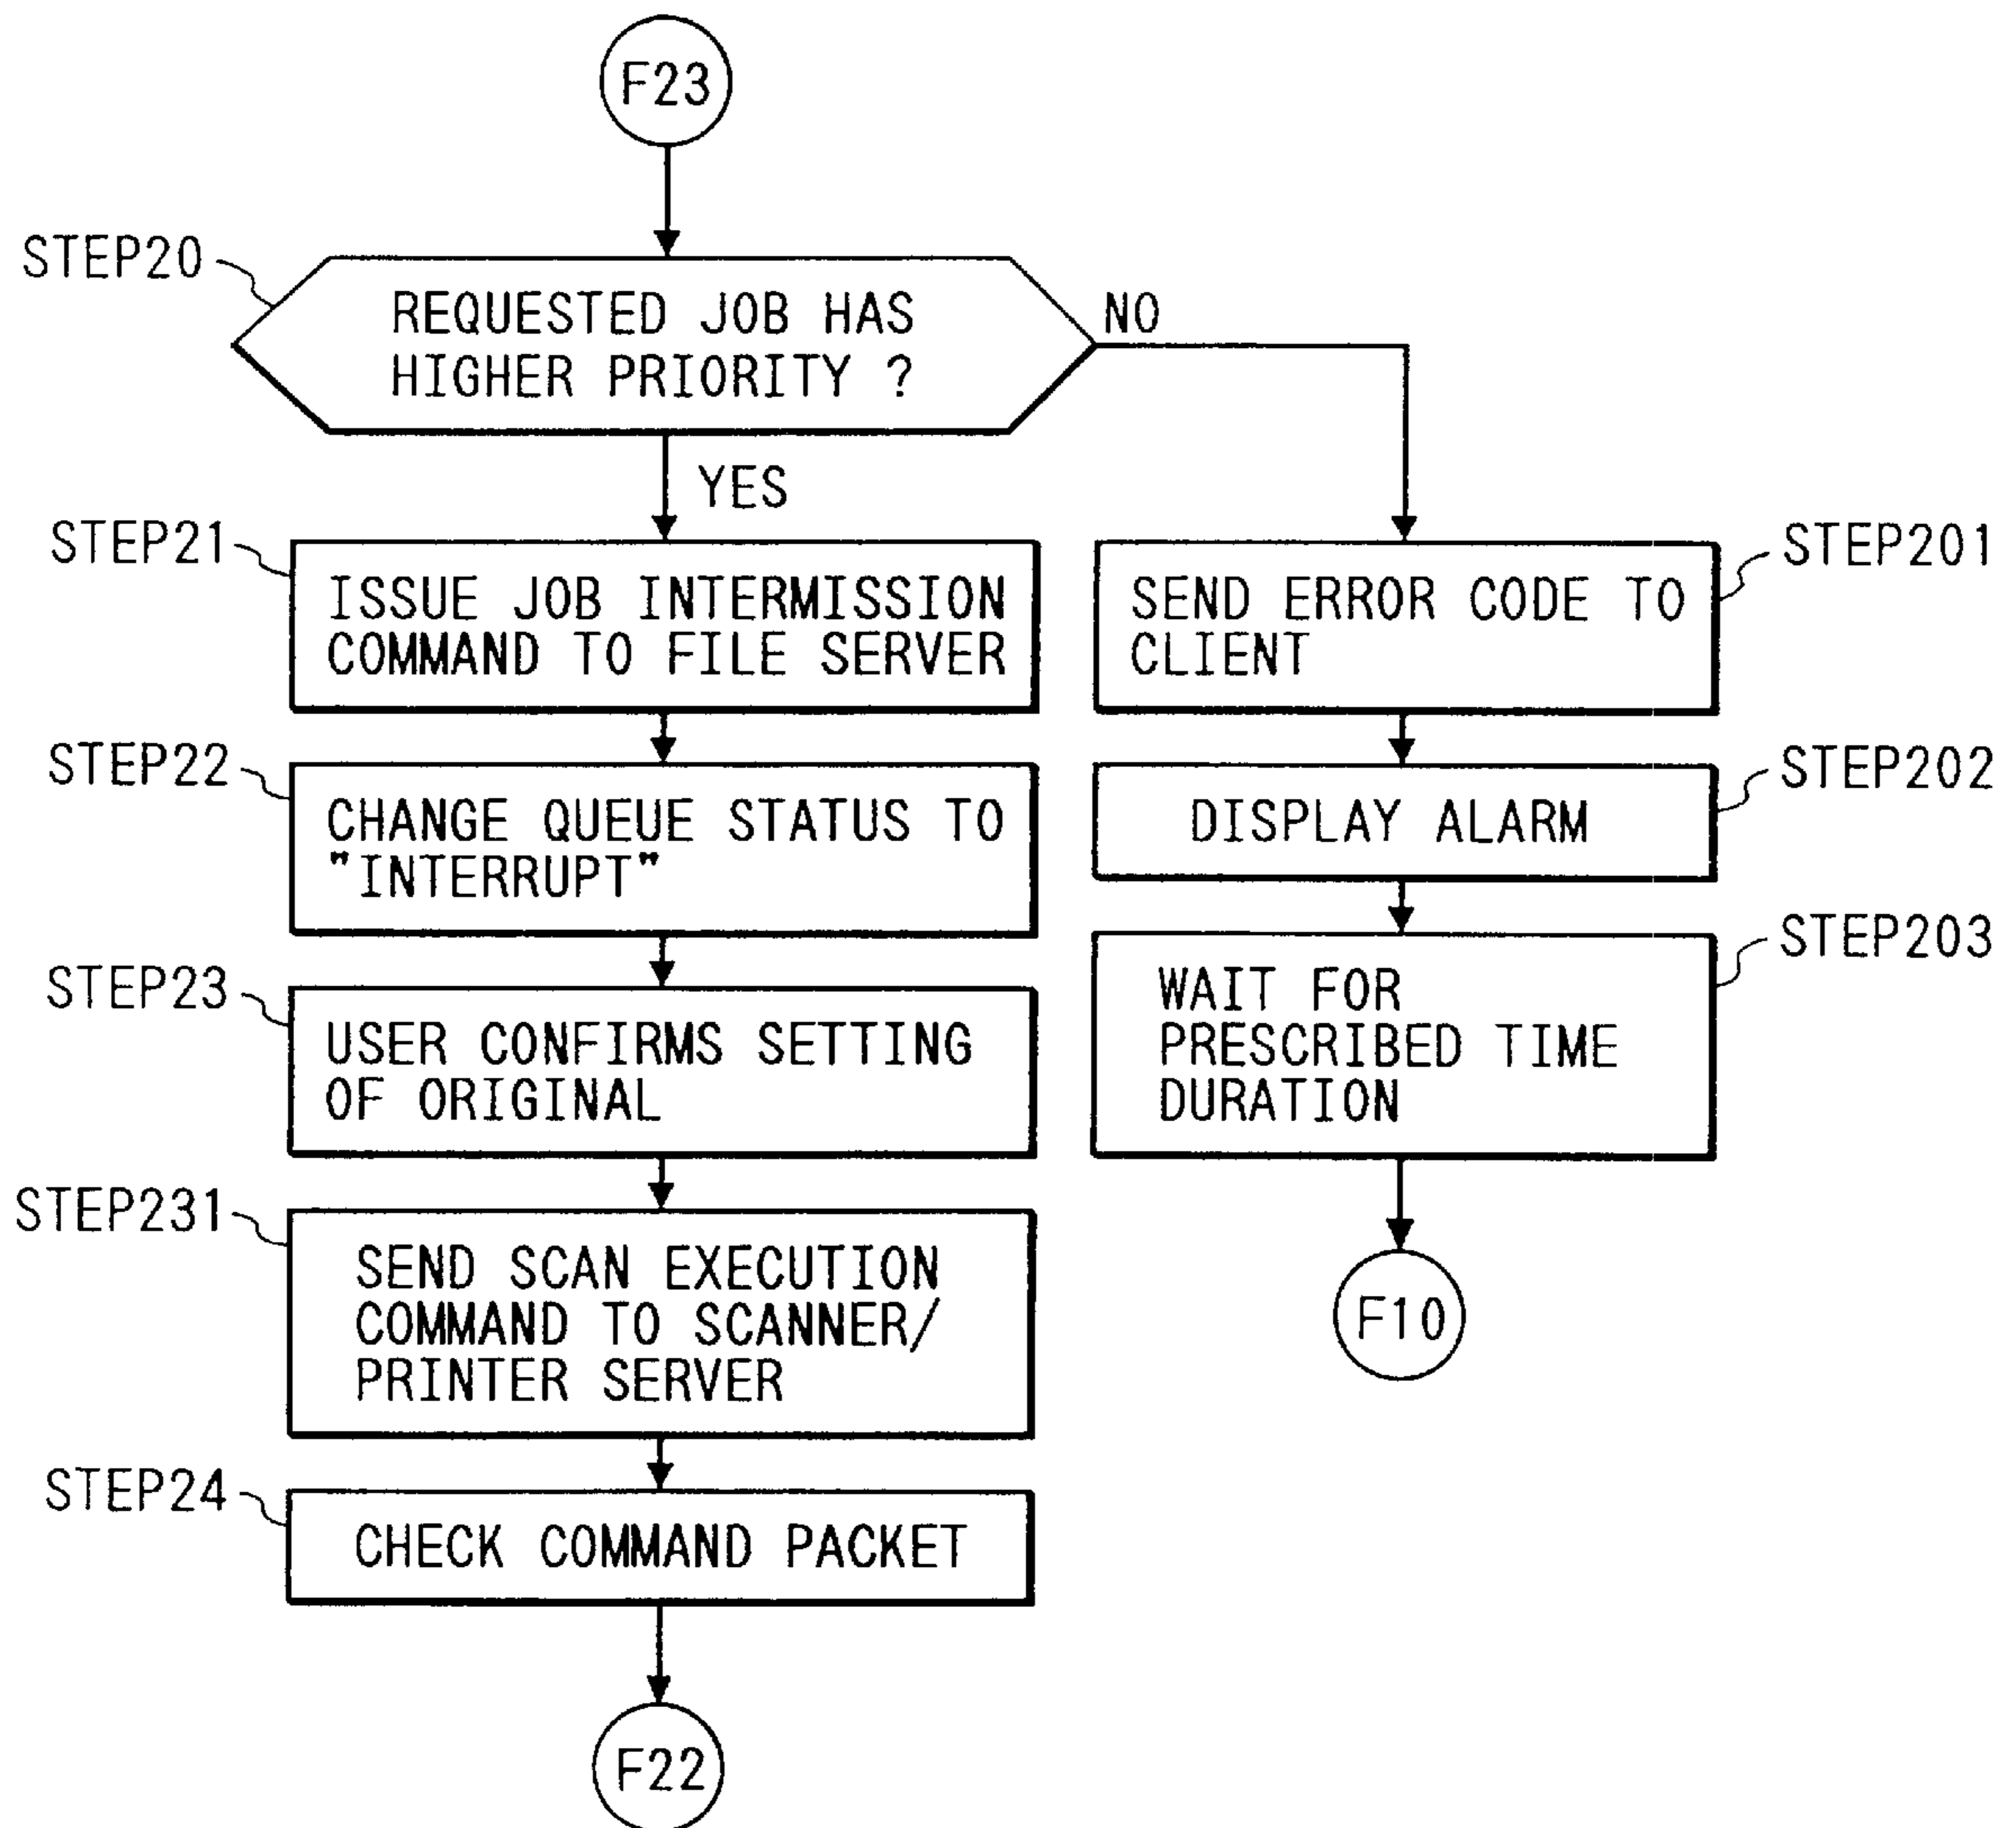 F23
STEP20
REQUESTED JOB HAS
HIGHER PRIORITY ?
NO
YES
STEP21
ISSUE JOB INTERMISSION
COMMAND TO FILE SERVER
STEP201
SEND ERROR CODE TO
CLIENT
STEP22
CHANGE QUEUE STATUS TO
"INTERRUPT"
STEP202
DISPLAY ALARM
STEP23
USER CONFIRMS SETTING
OF ORIGINAL
STEP203
WAIT FOR
PRESCRIBED TIME
DURATION
STEP231
SEND SCAN EXECUTION
COMMAND TO SCANNER/
PRINTER SERVER
F10
STEP24
CHECK COMMAND PACKET
F22